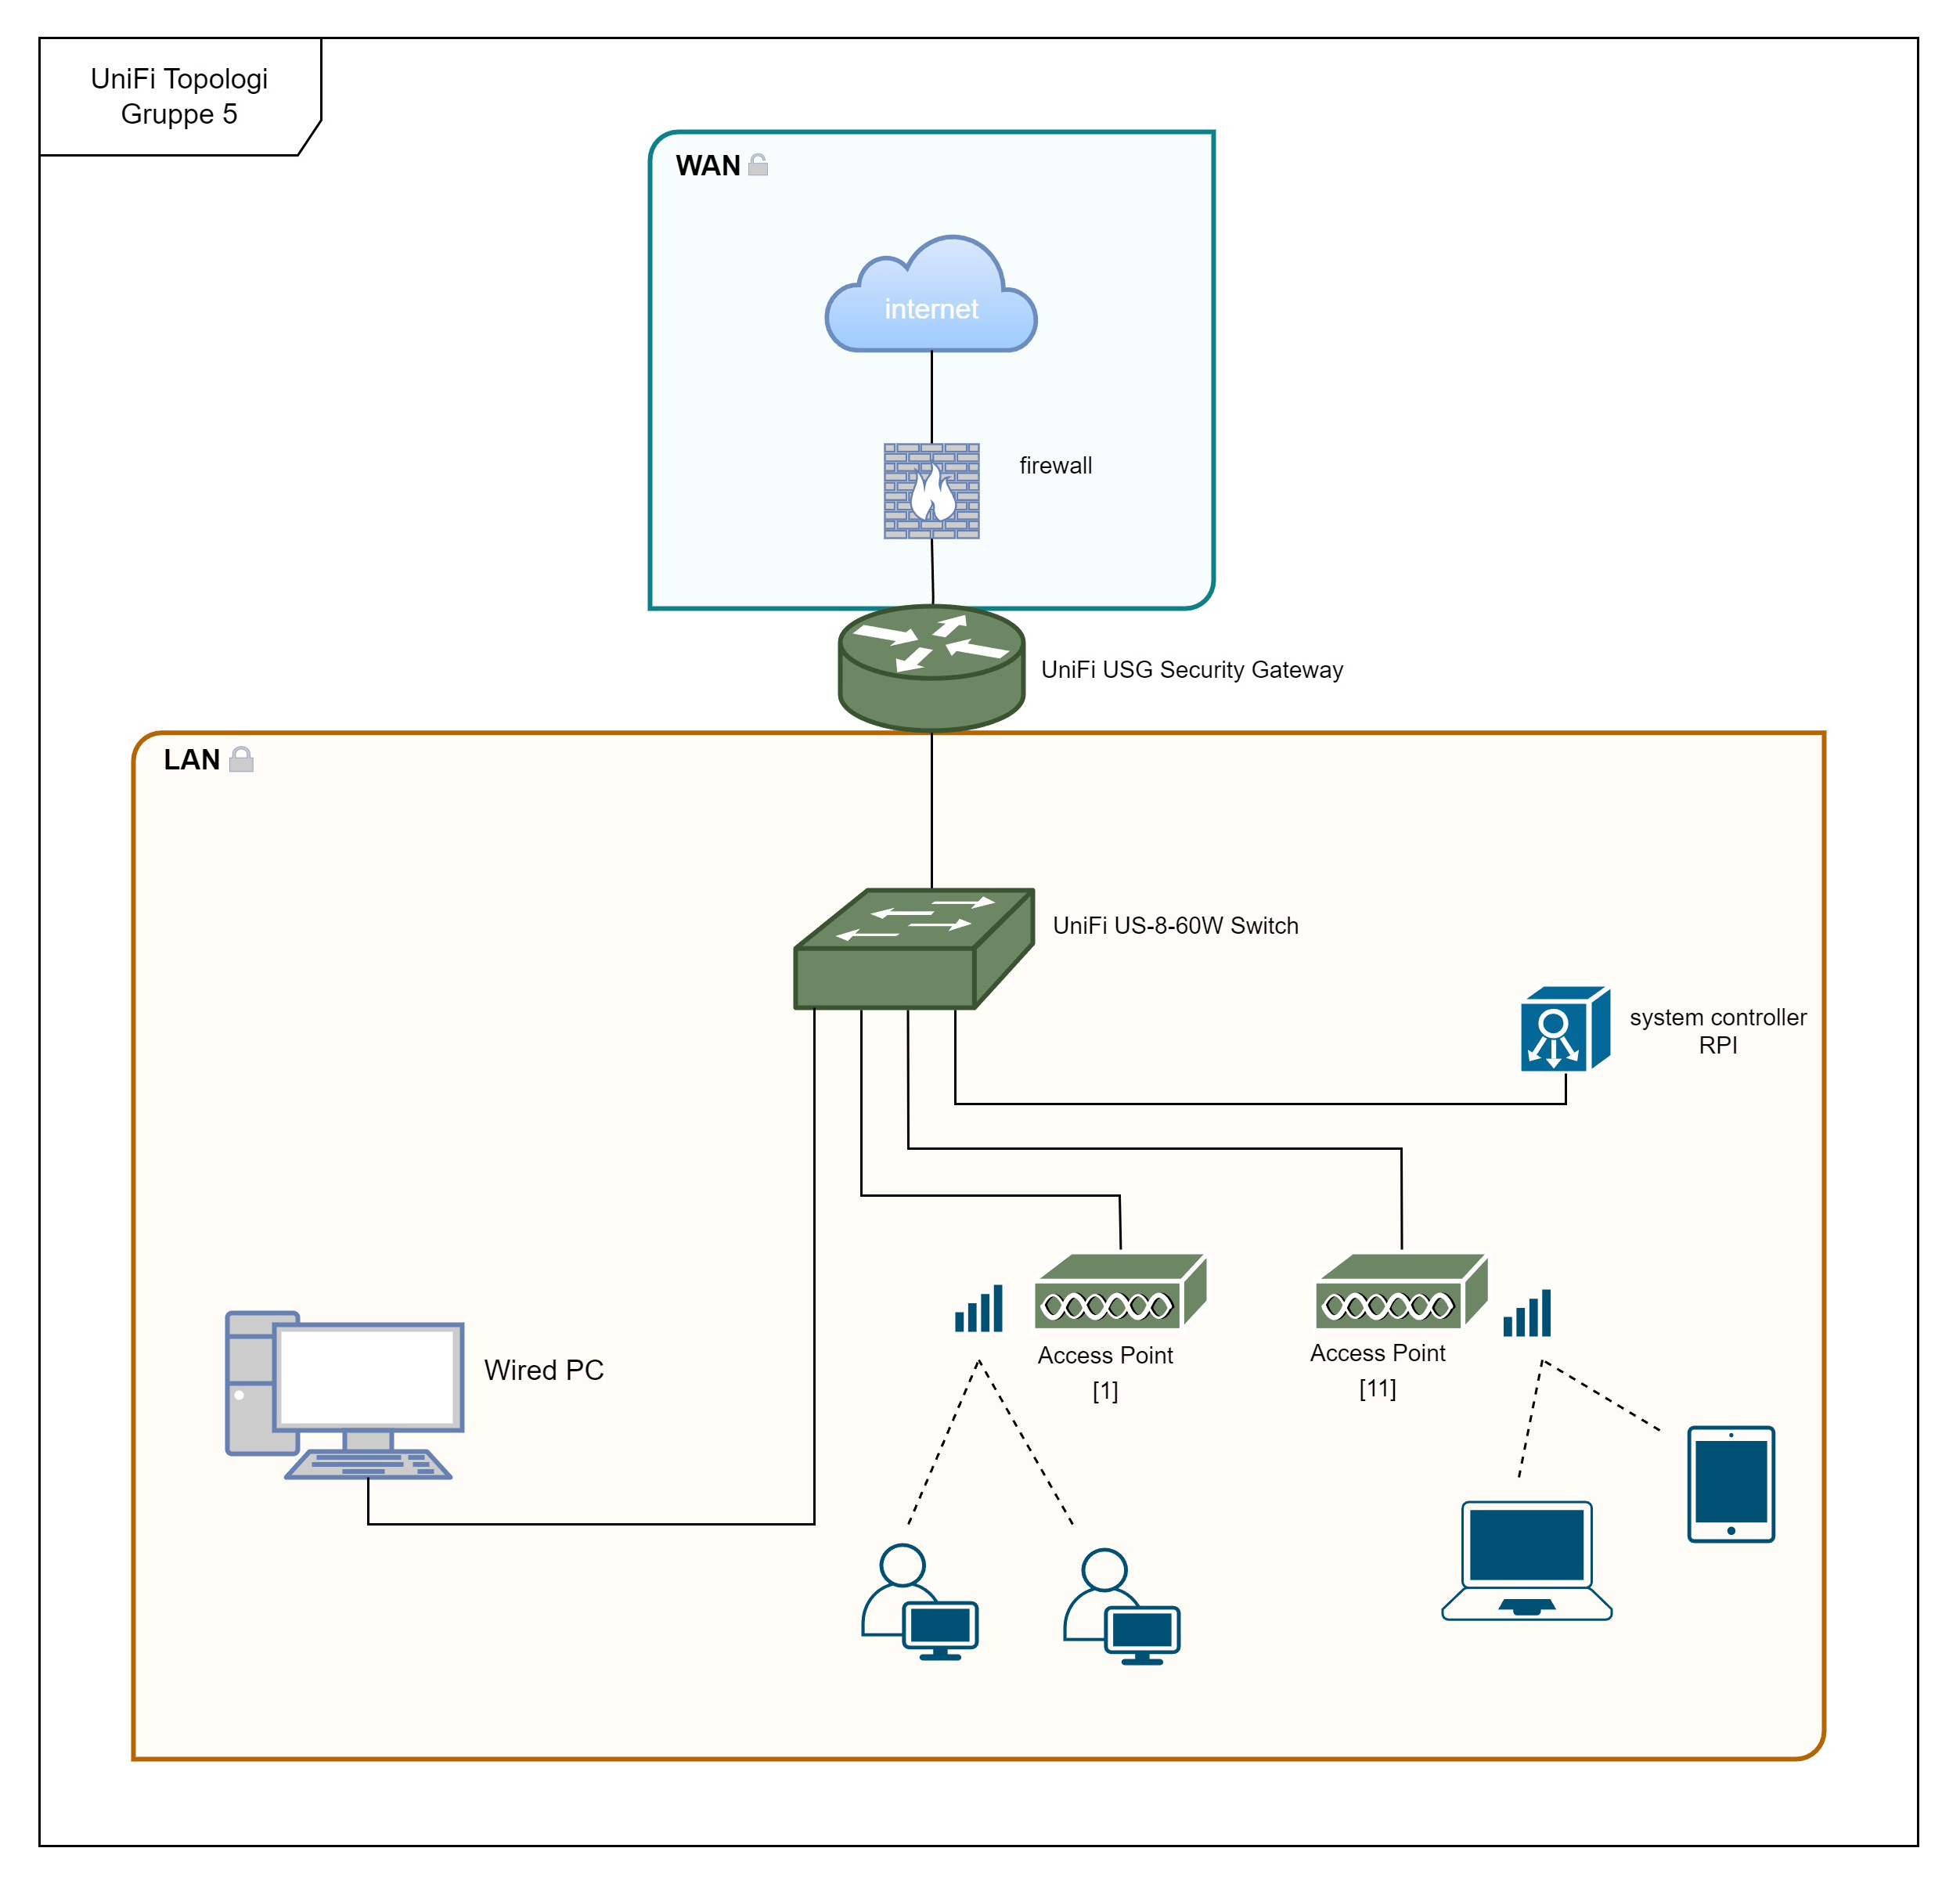 UniFi Topologi
Gruppe 5
WAN
internet
firewall
UniFi USG Security Gateway
LAN
UniFi US-8-60W Switch
system controller
RPI
Access Point
[1]
Access Point
[11]
Wired PC